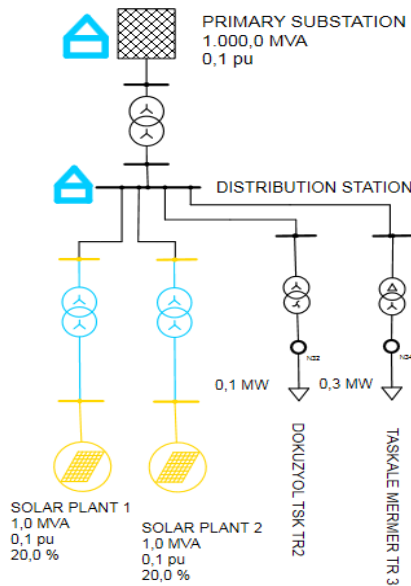 PRIMARY SUBSTATION
1.000,0 MVA
0,1 pu
DISTRIBUTION STATION
0,1 MW
0,3 MW
DOKUZYOL TSK TR2
TASKALE MERMER TR 3
SOLAR PLANT 1
1,0 MVA
0,1 pu
20,0 %
SOLAR PLANT 2
1,0 MVA
0,1 pu
20,0 %